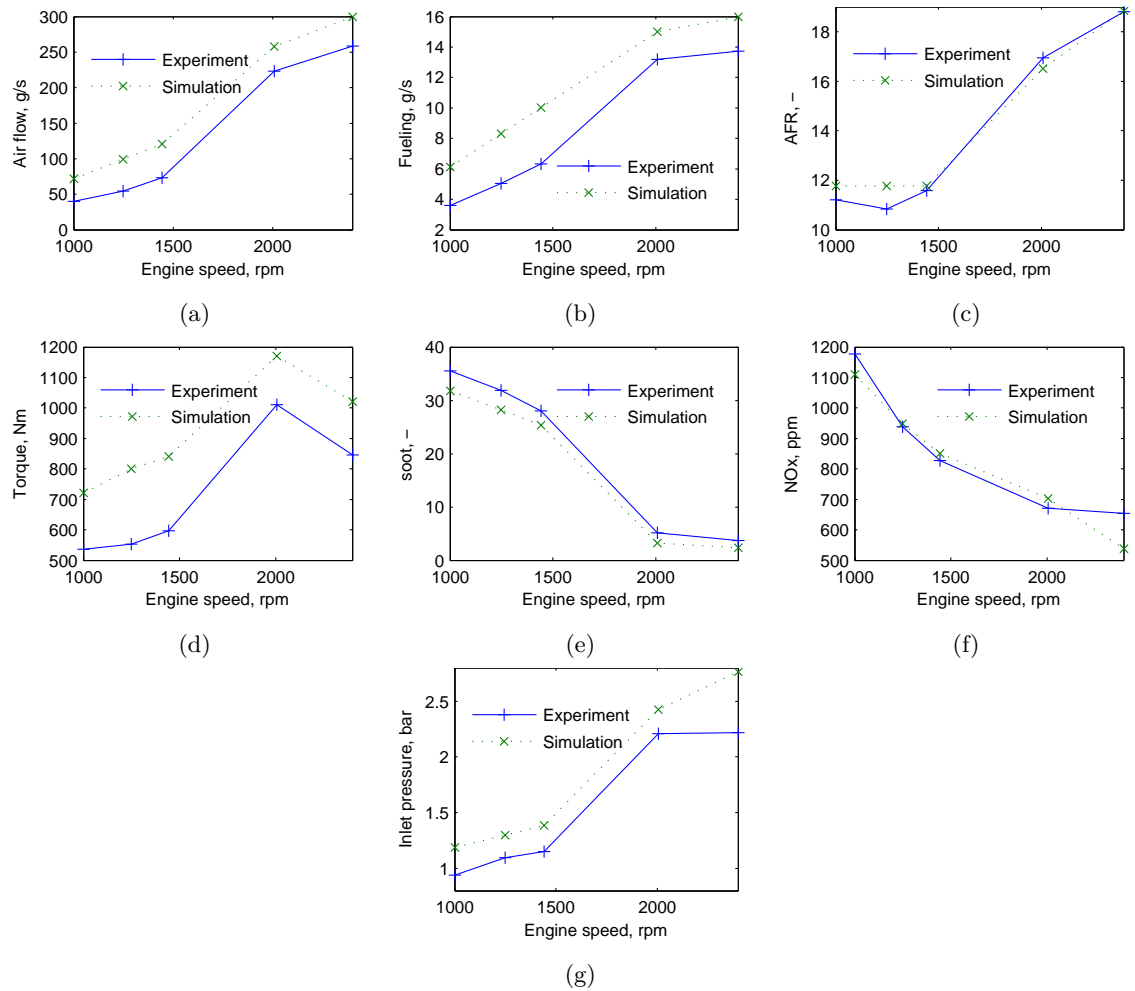 300
250
200
150
100
50
0
Air flow, g/s
Experiment
Simulation
1000 1500 2000
Engine speed, rpm
(a)
16
14
12
10
8
6
4
2
Fueling, g/s
Experiment
Simulation
1000 1500 2000
Engine speed, rpm
(b)
18
16
14
12
10
AFR, –
Experiment
Simulation
1000 1500 2000
Engine speed, rpm
(c)
1200
1100
1000
900
800
700
600
500
Torque, Nm
Experiment
Simulation
1000 1500 2000
Engine speed, rpm
(d)
40
30
20
10
0
soot, –
Experiment
Simulation
1000 1500 2000
Engine speed, rpm
(e)
1200
1100
1000
900
800
700
600
500
NOx, ppm
Experiment
Simulation
1000 1500 2000
Engine speed, rpm
(f)
2.5
2
1.5
1
Inlet pressure, bar
Experiment
Simulation
1000 1500 2000
Engine speed, rpm
(g)